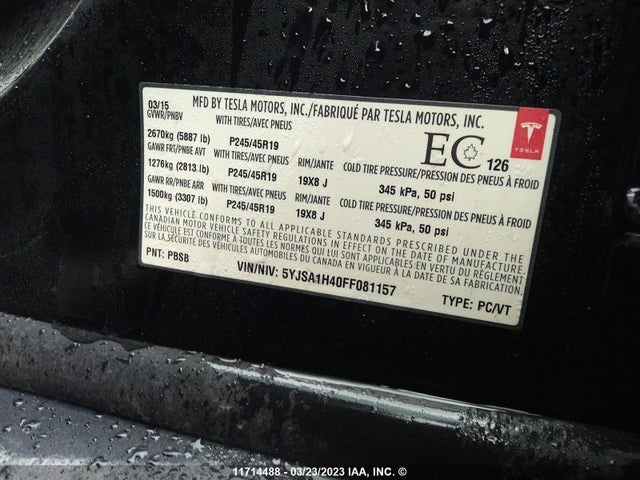 MFD BY TESLA MOTORS, INC./FABRIQUÉ PAR TESLA MOTORS, INC.
03/15
GVWR/PNBV WITH TIRES/AVEC PNEUS
EC 126
TESLA
2670kg (5887 lb) P245/45R19
GAWR FRT/PNBE AVT WITH TIRES/AVEC PNEUS RIM/JANTE COLD TIRE PRESSURE/PRESSION DES PNEUS À FROID
1276kg (2813 lb) P245/45R19 19X8 J 345 kPa, 50 psi
GAWR RR/PNBE ARR WITH TIRES/AVEC PNEUS RIM/JANTE COLD TIRE PRESSURE/PRESSION DES PNEUS À FROID
1500kg (3307 lb) P245/45R19 19X8 J 345 kPa, 50 psi
THIS VEHICLE CONFORMS TO ALL APPLICABLE STANDARDS PRESCRIBED UNDER THE
CANADIAN MOTOR VEHICLE SAFETY REGULATIONS IN EFFECT ON THE DATE OF MANUFACTURE
CE VÉHICULE EST CONFORME À TOUTES LES NORMES QUI LUI SONT APPLICABLES EN VERTU DU RÈGLEMENT
SUR LA SÉCURITÉ DES VÉHICULES AUTOMOBILES DU CANADA EN VIGUEUR À LA DATE DE SA FABRICATION
PNT: PBSB VIN/NIV: 5YJSA1H40FF081157 TYPE: PC/VT
11714488 - 03/23/2023 IAA, INC. ©